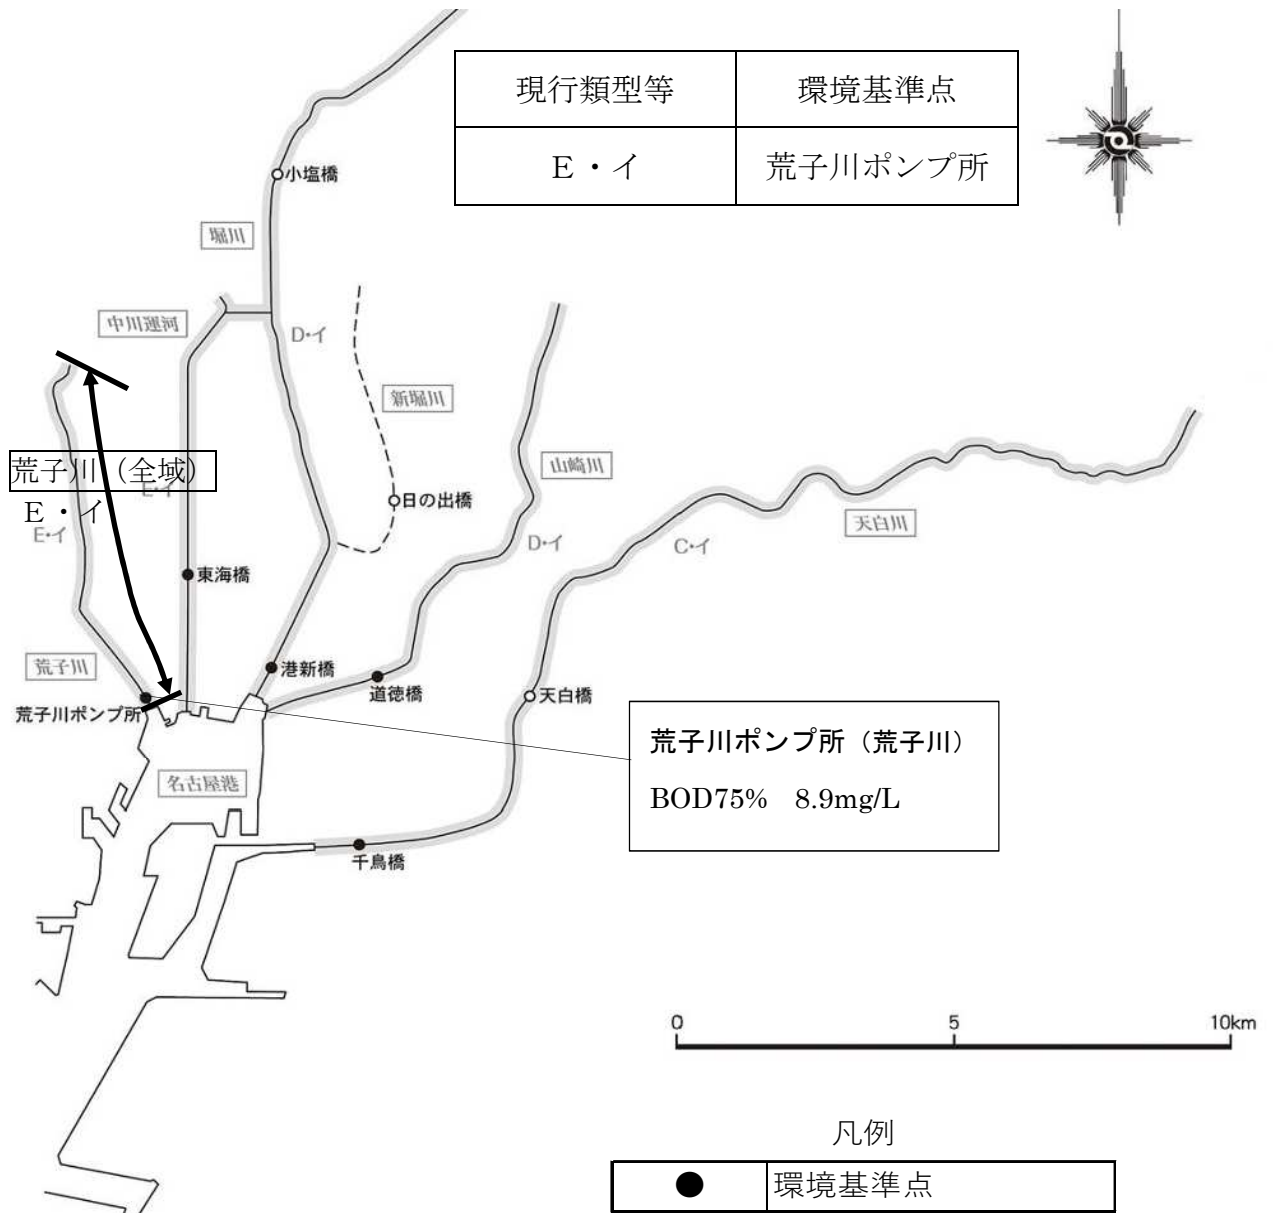 現行類型等
環境基準点
E・イ
荒子川ポンプ所
小塩橋
堀川
中川運河
D・イ
新堀川
荒子川（全域）
E・イ
E・イ
E・イ
日の出橋
山崎川
D・イ
C・イ
天白川
東海橋
荒子川
港新橋
道徳橋
天白橋
荒子川ポンプ所
荒子川ポンプ所（荒子川）
BOD75%　8.9mg/L
名古屋港
千鳥橋
0
5
10km
凡例
●
環境基準点